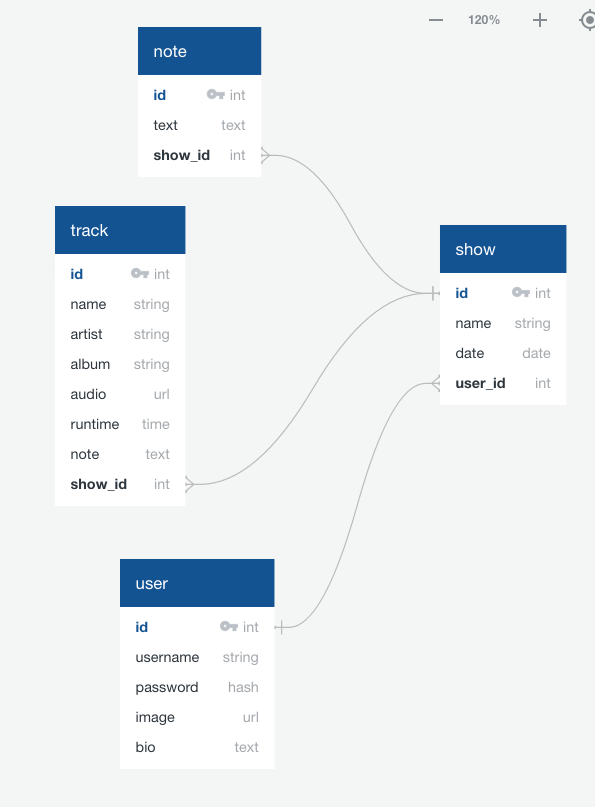 120%
note
id int
text text
show_id int
track
id int
name string
artist string
album string
audio url
runtime time
note text
show_id int
show
id int
name string
date date
user_id int
user
id int
username string
password hash
image url
bio text